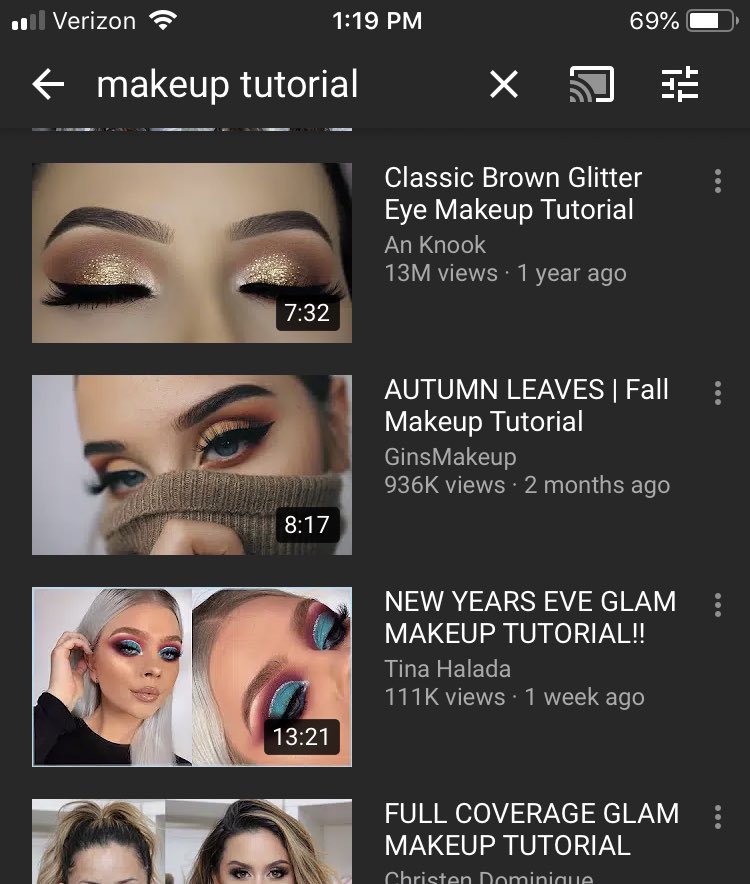 Verizon 1:19 PM 69%
makeup tutorial
Classic Brown Glitter
Eye Makeup Tutorial
An Knook
13M views · 1 year ago
7:32
AUTUMN LEAVES | Fall
Makeup Tutorial
GinsMakeup
936K views · 2 months ago
8:17
NEW YEARS EVE GLAM
MAKEUP TUTORIAL!!
Tina Halada
111K views · 1 week ago
13:21
FULL COVERAGE GLAM
MAKEUP TUTORIAL
Christen Dominique